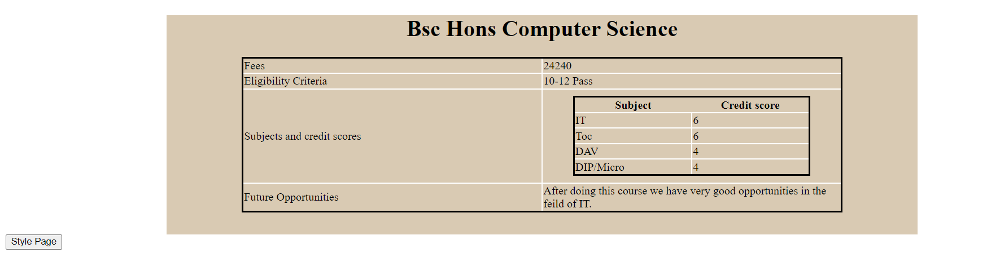 Bsc Hons Computer Science
Fees 24240
Eligibility Criteria 10-12 Pass
Subjects and credit scores
Subject Credit score
IT 6
Toc 6
DAV 4
DIP/Micro 4
Future Opportunities
After doing this course we have very good opportunities in the
feild of IT.
Style Page